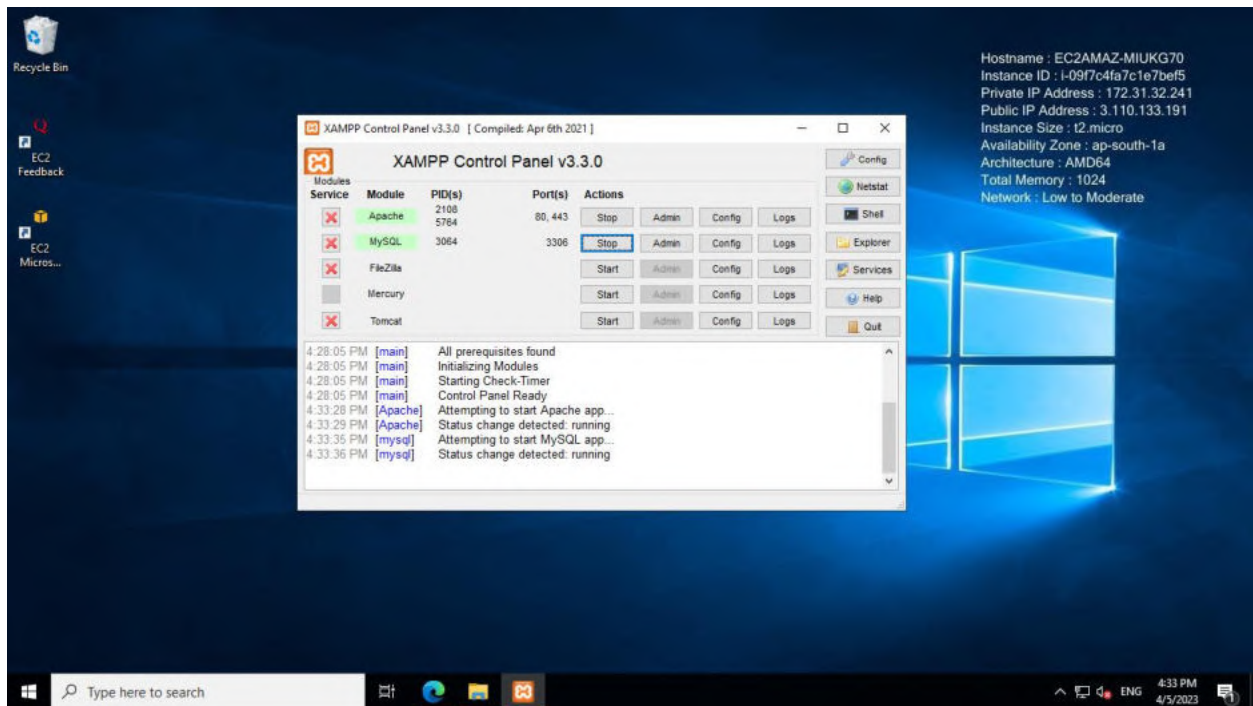 Recycle Bin
EC2
Feedback
EC2
Micros...
Hostname : EC2AMAZ-MIUKG70
Instance ID : i-09f7c4fa7c1e7bef5
Private IP Address : 172.31.32.241
Public IP Address : 3.110.133.191
Instance Size : t2.micro
Availability Zone : ap-south-1a
Architecture : AMD64
Total Memory : 1024
Network : Low to Moderate
XAMPP Control Panel v3.3.0 [ Compiled: Apr 6th 2021 ]
XAMPP Control Panel v3.3.0
Config
Netstat
Shell
Explorer
Services
Help
Quit
Modules
Service Module PID(s) Port(s) Actions
Apache 2108 80, 443 Stop Admin Config Logs
5764
MySQL 3064 3306 Stop Admin Config Logs
FileZilla Start Admin Config Logs
Mercury Start Admin Config Logs
Tomcat Start Admin Config Logs
4:28:05 PM [main] All prerequisites found
4:28:05 PM [main] Initializing Modules
4:28:05 PM [main] Starting Check-Timer
4:28:05 PM [main] Control Panel Ready
4:33:28 PM [Apache] Attempting to start Apache app...
4:33:29 PM [Apache] Status change detected: running
4:33:35 PM [mysql] Attempting to start MySQL app...
4:33:36 PM [mysql] Status change detected: running
Type here to search
ENG
4:33 PM
4/5/2023
1